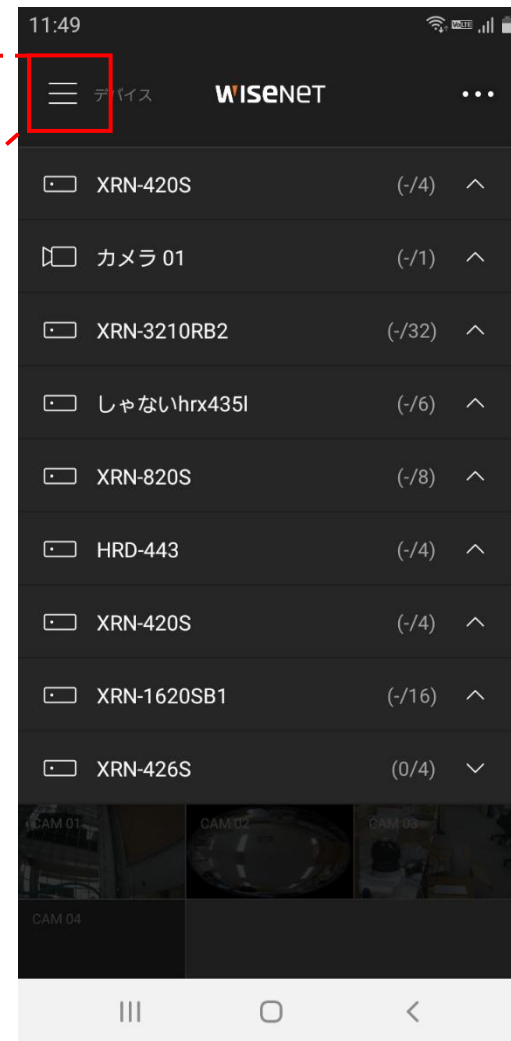 11:49
VoLTE
デバイス WISENET
XRN-420S (-/4)
カメラ 01 (-/1)
XRN-3210RB2 (-/32)
しゃないhrx435l (-/6)
XRN-820S (-/8)
HRD-443 (-/4)
XRN-420S (-/4)
XRN-1620SB1 (-/16)
XRN-426S (0/4)
CAM 01 CAM 02 CAM 03
CAM 04